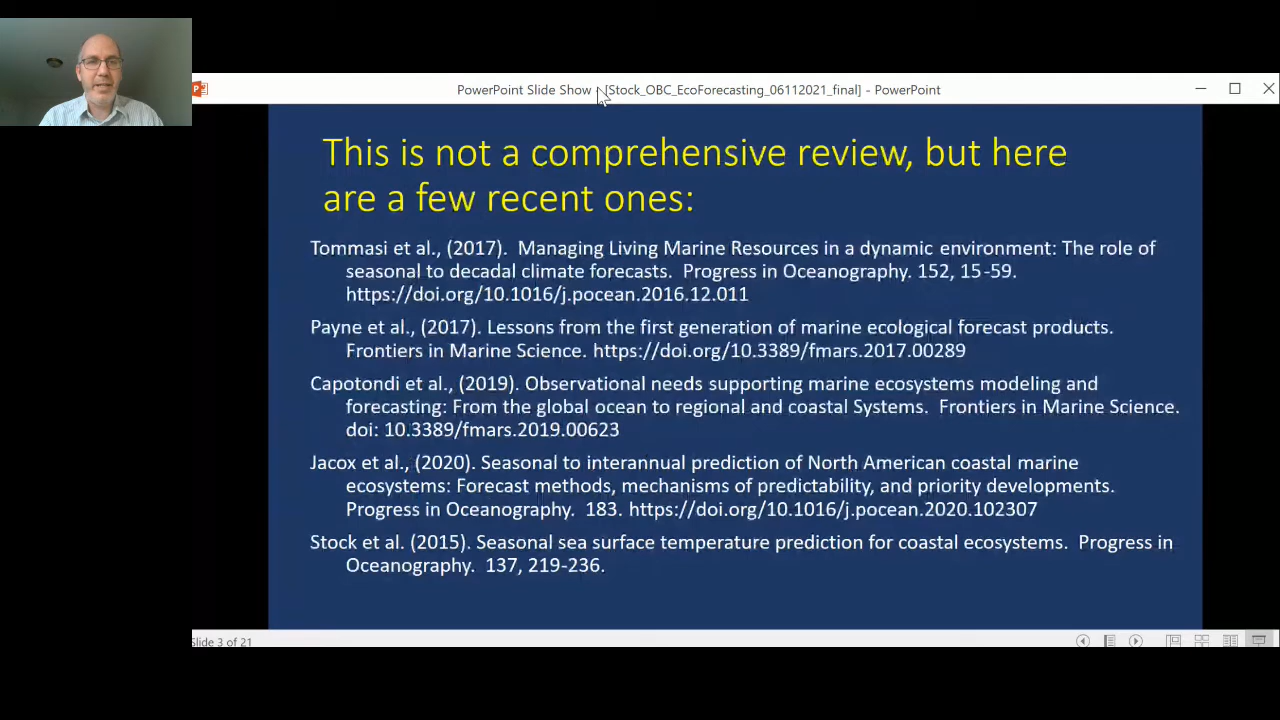 PowerPoint Slide Show - [Stock_OBC_EcoForecasting_06112021_final] - PowerPoint
This is not a comprehensive review, but here
are a few recent ones:
Tommasi et al., (2017). Managing Living Marine Resources in a dynamic environment: The role of
seasonal to decadal climate forecasts. Progress in Oceanography. 152, 15-59.
https://doi.org/10.1016/j.pocean.2016.12.011
Payne et al., (2017). Lessons from the first generation of marine ecological forecast products.
Frontiers in Marine Science. https://doi.org/10.3389/fmars.2017.00289
Capotondi et al., (2019). Observational needs supporting marine ecosystems modeling and
forecasting: From the global ocean to regional and coastal Systems. Frontiers in Marine Science.
doi: 10.3389/fmars.2019.00623
Jacox et al., (2020). Seasonal to interannual prediction of North American coastal marine
ecosystems: Forecast methods, mechanisms of predictability, and priority developments.
Progress in Oceanography. 183. https://doi.org/10.1016/j.pocean.2020.102307
Stock et al. (2015). Seasonal sea surface temperature prediction for coastal ecosystems. Progress in
Oceanography. 137, 219-236.
Slide 3 of 21